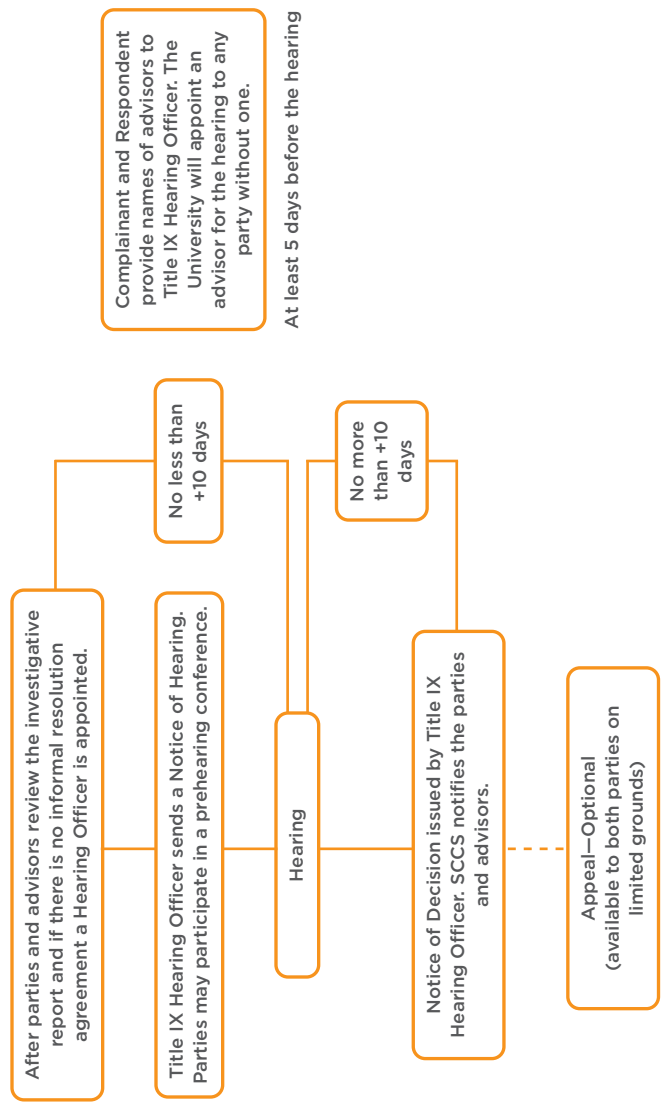 After parties and advisors review the investigative
report and if there is no informal resolution
agreement a Hearing Officer is appointed.
No less than
+10 days
Complainant and Respondent
provide names of advisors to
Title IX Hearing Officer. The
University will appoint an
advisor for the hearing to any
party without one.
At least 5 days before the hearing
Title IX Hearing Officer sends a Notice of Hearing.
Parties may participate in a prehearing conference.
Hearing
No more
than +10
days
Notice of Decision issued by Title IX
Hearing Officer. SCCS notifies the parties
and advisors.
Appeal—Optional
(available to both parties on
limited grounds)